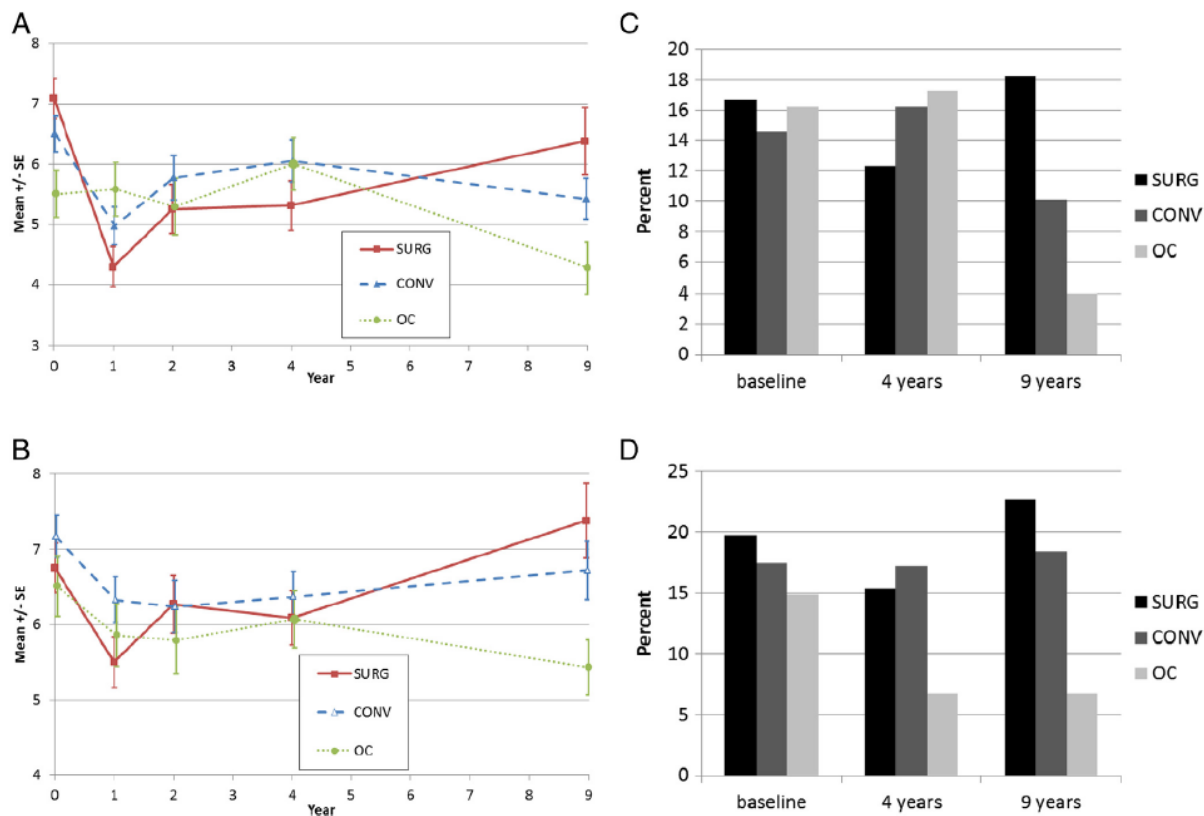 A
8
7
6
5
4
3
Mean +/- SE
0 1 2 3 4 5 6 7 8 9
Year
SURG
CONV
OC
C
20
18
16
14
12
10
8
6
4
2
0
Percent
baseline 4 years 9 years
SURG
CONV
OC
B
8
7
6
5
4
Mean +/- SE
0 1 2 3 4 5 6 7 8 9
Year
SURG
CONV
OC
D
25
20
15
10
5
0
Percent
baseline 4 years 9 years
SURG
CONV
OC